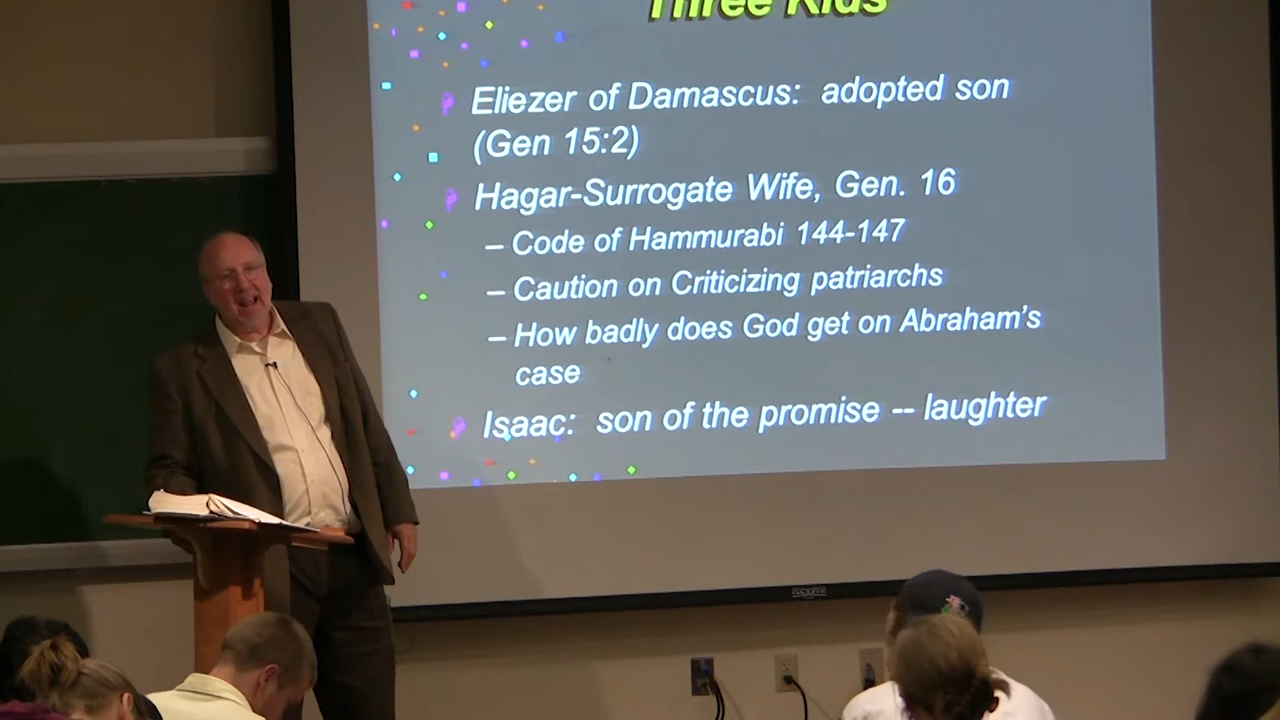 Three Kids
Eliezer of Damascus: adopted son
(Gen 15:2)
Hagar-Surrogate Wife, Gen. 16
– Code of Hammurabi 144-147
– Caution on Criticizing patriarchs
– How badly does God get on Abraham's
case
Isaac: son of the promise -- laughter